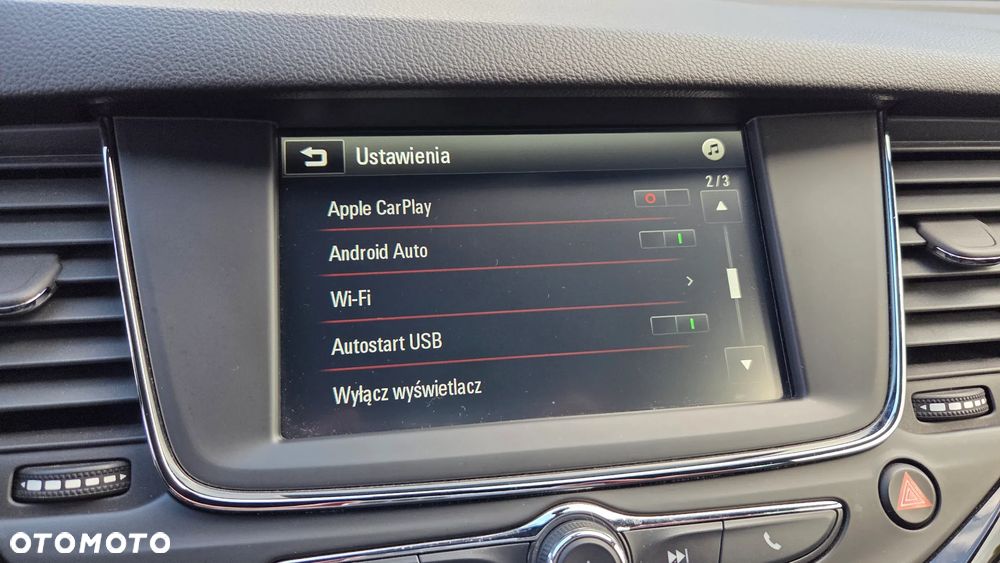 Ustawienia
2/3
Apple CarPlay
Android Auto
Wi-Fi
Autostart USB
Wyłącz wyświetlacz
OTOMOTO